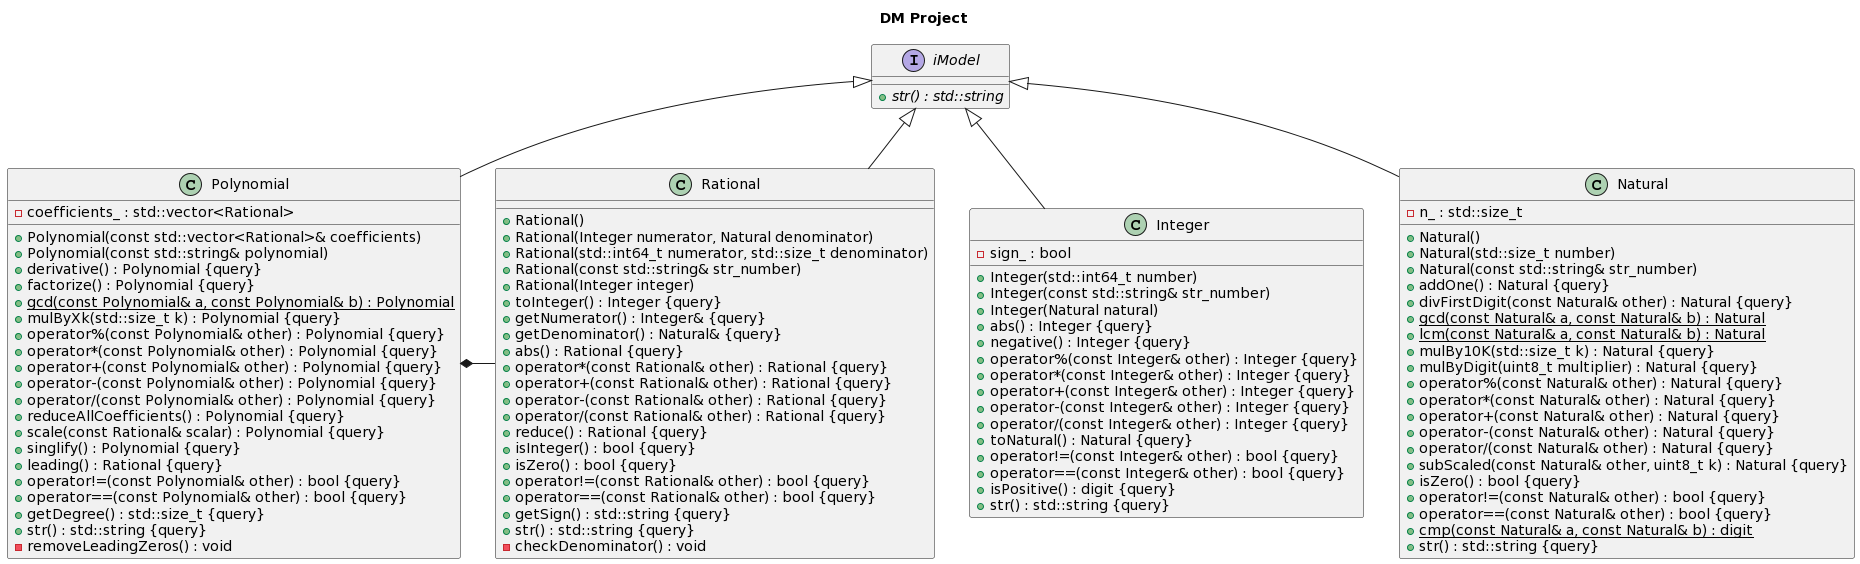 DM Project
I iModel
str() : std::string
C Polynomial
coefficients_ : std::vector<Rational>
Polynomial(const std::vector<Rational>& coefficients)
Polynomial(const std::string& polynomial)
derivative() : Polynomial {query}
factorize() : Polynomial {query}
gcd(const Polynomial& a, const Polynomial& b) : Polynomial
mulByXk(std::size_t k) : Polynomial {query}
operator%(const Polynomial& other) : Polynomial {query}
operator*(const Polynomial& other) : Polynomial {query}
operator+(const Polynomial& other) : Polynomial {query}
operator-(const Polynomial& other) : Polynomial {query}
operator/(const Polynomial& other) : Polynomial {query}
reduceAllCoefficients() : Polynomial {query}
scale(const Rational& scalar) : Polynomial {query}
singlify() : Polynomial {query}
leading() : Rational {query}
operator!=(const Polynomial& other) : bool {query}
operator==(const Polynomial& other) : bool {query}
getDegree() : std::size_t {query}
str() : std::string {query}
removeLeadingZeros() : void
C Rational
Rational()
Rational(Integer numerator, Natural denominator)
Rational(std::int64_t numerator, std::size_t denominator)
Rational(const std::string& str_number)
Rational(Integer integer)
toInteger() : Integer {query}
getNumerator() : Integer& {query}
getDenominator() : Natural& {query}
abs() : Rational {query}
operator*(const Rational& other) : Rational {query}
operator+(const Rational& other) : Rational {query}
operator-(const Rational& other) : Rational {query}
operator/(const Rational& other) : Rational {query}
reduce() : Rational {query}
isInteger() : bool {query}
isZero() : bool {query}
operator!=(const Rational& other) : bool {query}
operator==(const Rational& other) : bool {query}
getSign() : std::string {query}
str() : std::string {query}
checkDenominator() : void
C Integer
sign_ : bool
Integer(std::int64_t number)
Integer(const std::string& str_number)
Integer(Natural natural)
abs() : Integer {query}
negative() : Integer {query}
operator%(const Integer& other) : Integer {query}
operator*(const Integer& other) : Integer {query}
operator+(const Integer& other) : Integer {query}
operator-(const Integer& other) : Integer {query}
operator/(const Integer& other) : Integer {query}
toNatural() : Natural {query}
operator!=(const Integer& other) : bool {query}
operator==(const Integer& other) : bool {query}
isPositive() : digit {query}
str() : std::string {query}
C Natural
n_ : std::size_t
Natural()
Natural(std::size_t number)
Natural(const std::string& str_number)
addOne() : Natural {query}
divFirstDigit(const Natural& other) : Natural {query}
gcd(const Natural& a, const Natural& b) : Natural
lcm(const Natural& a, const Natural& b) : Natural
mulBy10K(std::size_t k) : Natural {query}
mulByDigit(uint8_t multiplier) : Natural {query}
operator%(const Natural& other) : Natural {query}
operator*(const Natural& other) : Natural {query}
operator+(const Natural& other) : Natural {query}
operator-(const Natural& other) : Natural {query}
operator/(const Natural& other) : Natural {query}
subScaled(const Natural& other, uint8_t k) : Natural {query}
isZero() : bool {query}
operator!=(const Natural& other) : bool {query}
operator==(const Natural& other) : bool {query}
cmp(const Natural& a, const Natural& b) : digit
str() : std::string {query}